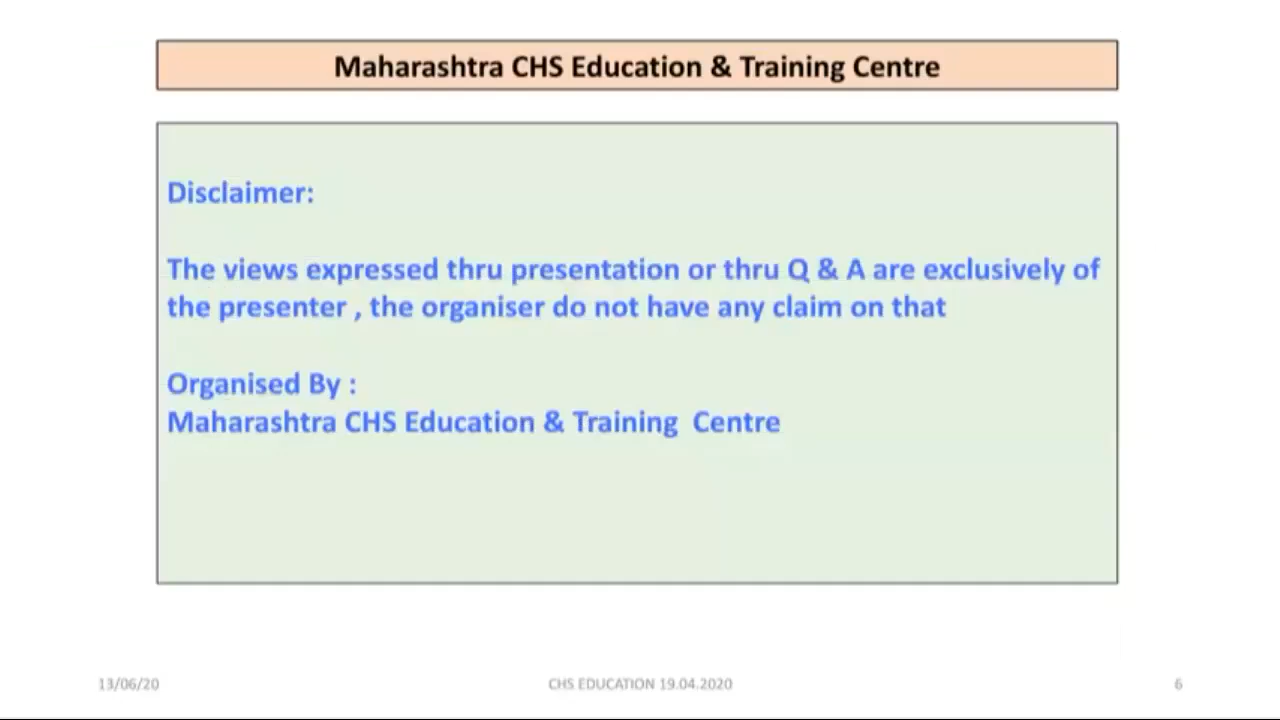 Maharashtra CHS Education & Training Centre
Disclaimer:
The views expressed thru presentation or thru Q & A are exclusively of
the presenter , the organiser do not have any claim on that
Organised By :
Maharashtra CHS Education & Training  Centre
13/06/20
CHS EDUCATION 19.04.2020
6